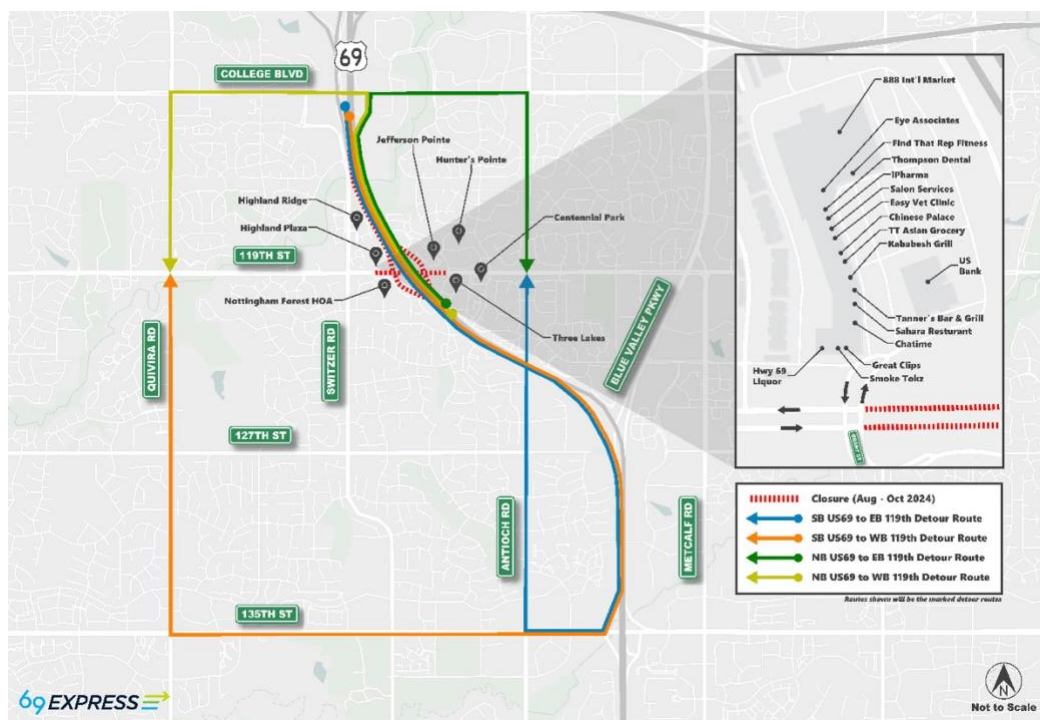 69
COLLEGE BLVD
Jefferson Pointe
Hunter's Pointe
Highland Ridge
Centennial Park
Highland Plaza
119TH ST
Nottingham Forest HOA
Three Lakes
QUIVIRA RD
SWITZER RD
BLUE VALLEY PKWY
127TH ST
ANTIOCH RD
METCALF RD
135TH ST
888 Int'l Market
Eye Associates
Find That Rep Fitness
Thompson Dental
iPharma
Salon Services
Easy Vet Clinic
Chinese Palace
TT Asian Grocery
Kababesh Grill
US
Bank
Tanner's Bar & Grill
Sahara Resturant
Chatime
Great Clips
Hwy 69
Liquor
Smoke Tokz
Closure (Aug - Oct 2024)
SB US69 to EB 119th Detour Route
SB US69 to WB 119th Detour Route
NB US69 to EB 119th Detour Route
NB US69 to WB 119th Detour Route
Routes shown will be the marked detour routes
69EXPRESS
N
Not to Scale